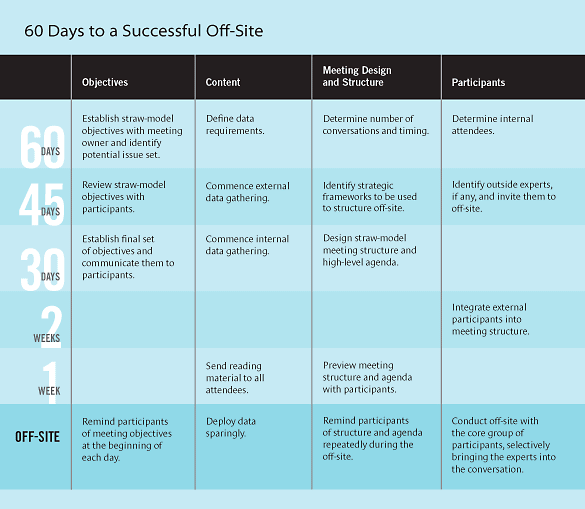 60 Days to a Successful Off-Site
Objectives
Content
Meeting Design
and Structure
Participants
60
DAYS
Establish straw-model
objectives with meeting
owner and identify
potential issue set.
Define data
requirements.
Determine number of
conversations and timing.
Determine internal
attendees.
45
DAYS
Review straw-model
objectives with
participants.
Commence external
data gathering.
Identify strategic
frameworks to be used
to structure off-site.
Identify outside experts,
if any, and invite them to
off-site.
30
DAYS
Establish final set
of objectives and
communicate them to
participants.
Commence internal
data gathering.
Design straw-model
meeting structure and
high-level agenda.
2
WEEKS
Integrate external
participants into
meeting structure.
1
WEEK
Send reading
material to all
attendees.
Preview meeting
structure and agenda
with participants.
OFF-SITE
Remind participants
of meeting objectives
at the beginning of
each day.
Deploy data
sparingly.
Remind participants
of structure and agenda
repeatedly during the
off-site.
Conduct off-site with
the core group of
participants, selectively
bringing the experts into
the conversation.